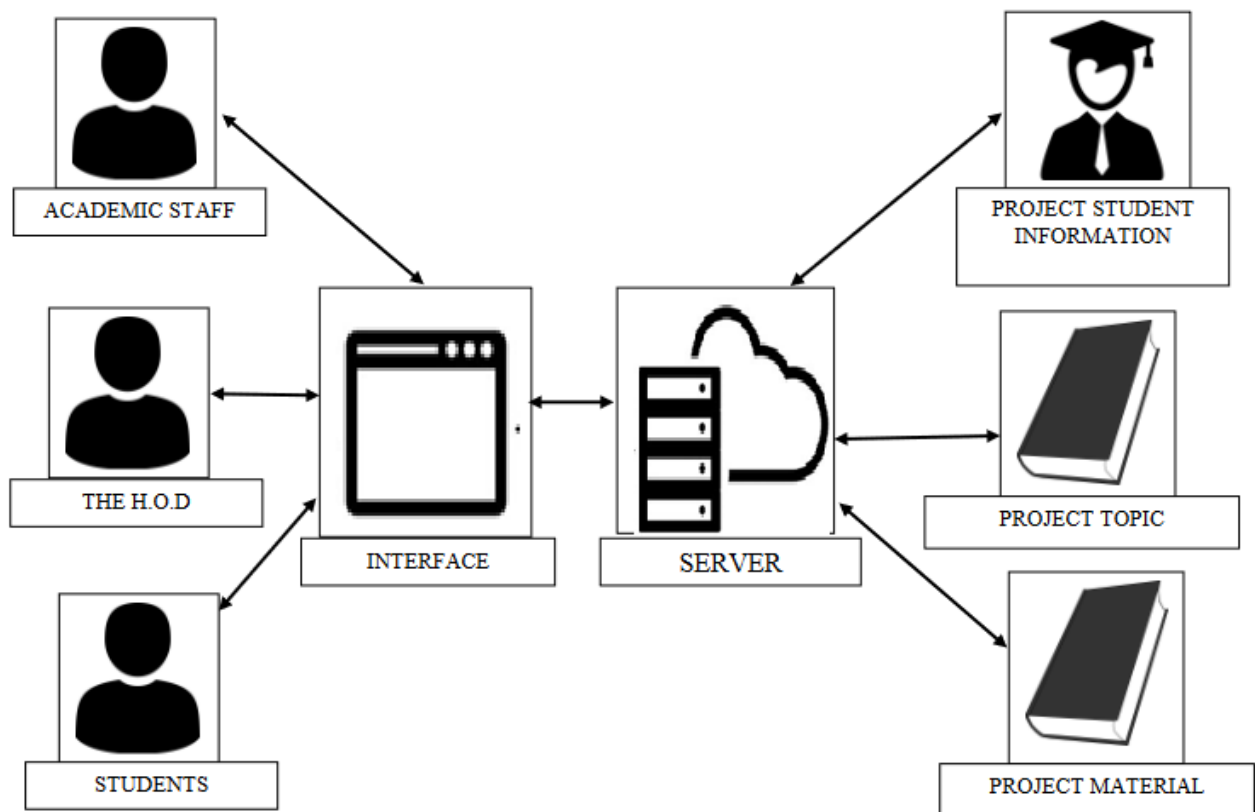 ACADEMIC STAFF
PROJECT STUDENT
INFORMATION
THE H.O.D
INTERFACE
SERVER
PROJECT TOPIC
STUDENTS
PROJECT MATERIAL